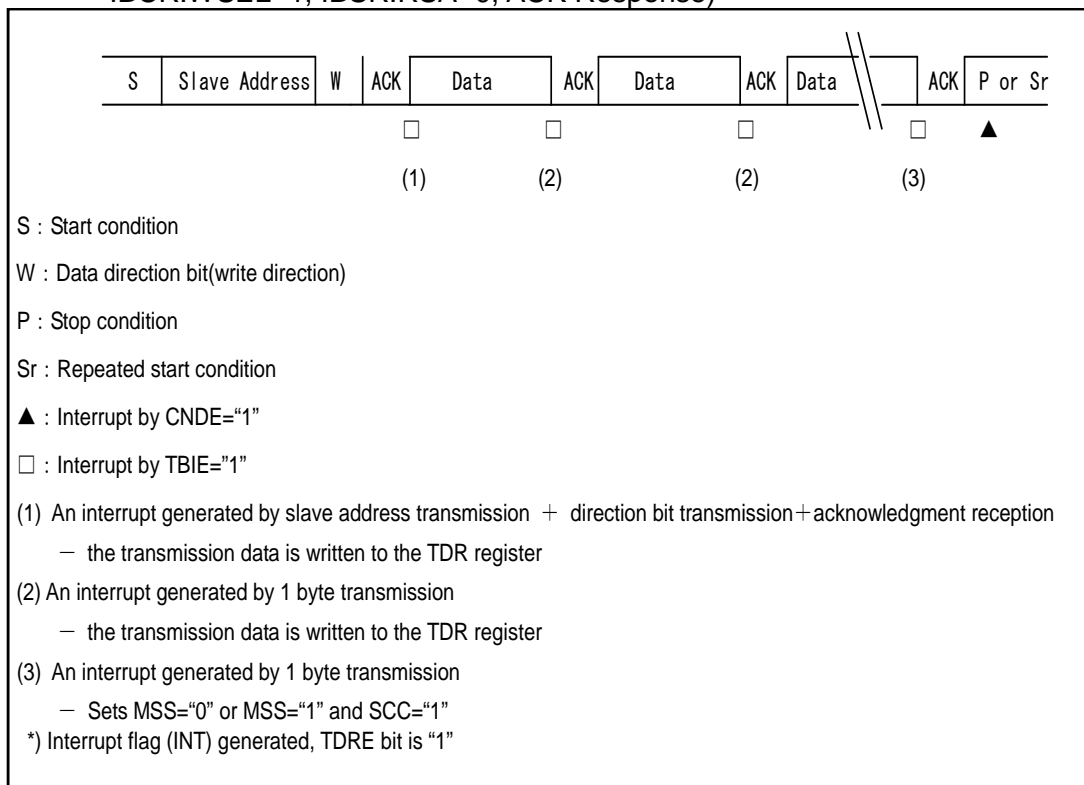 S Slave Address W ACK Data ACK Data ACK Data ACK P or Sr
□ □ □ □ ▲
(1) (2) (2) (3)
S : Start condition
W : Data direction bit(write direction)
P : Stop condition
Sr : Repeated start condition
▲ : Interrupt by CNDE=“1”
□ : Interrupt by TBIE=”1”
(1) An interrupt generated by slave address transmission + direction bit transmission+acknowledgment reception
– the transmission data is written to the TDR register
(2) An interrupt generated by 1 byte transmission
– the transmission data is written to the TDR register
(3) An interrupt generated by 1 byte transmission
– Sets MSS=“0” or MSS=“1” and SCC=“1”
*) Interrupt flag (INT) generated, TDRE bit is “1”